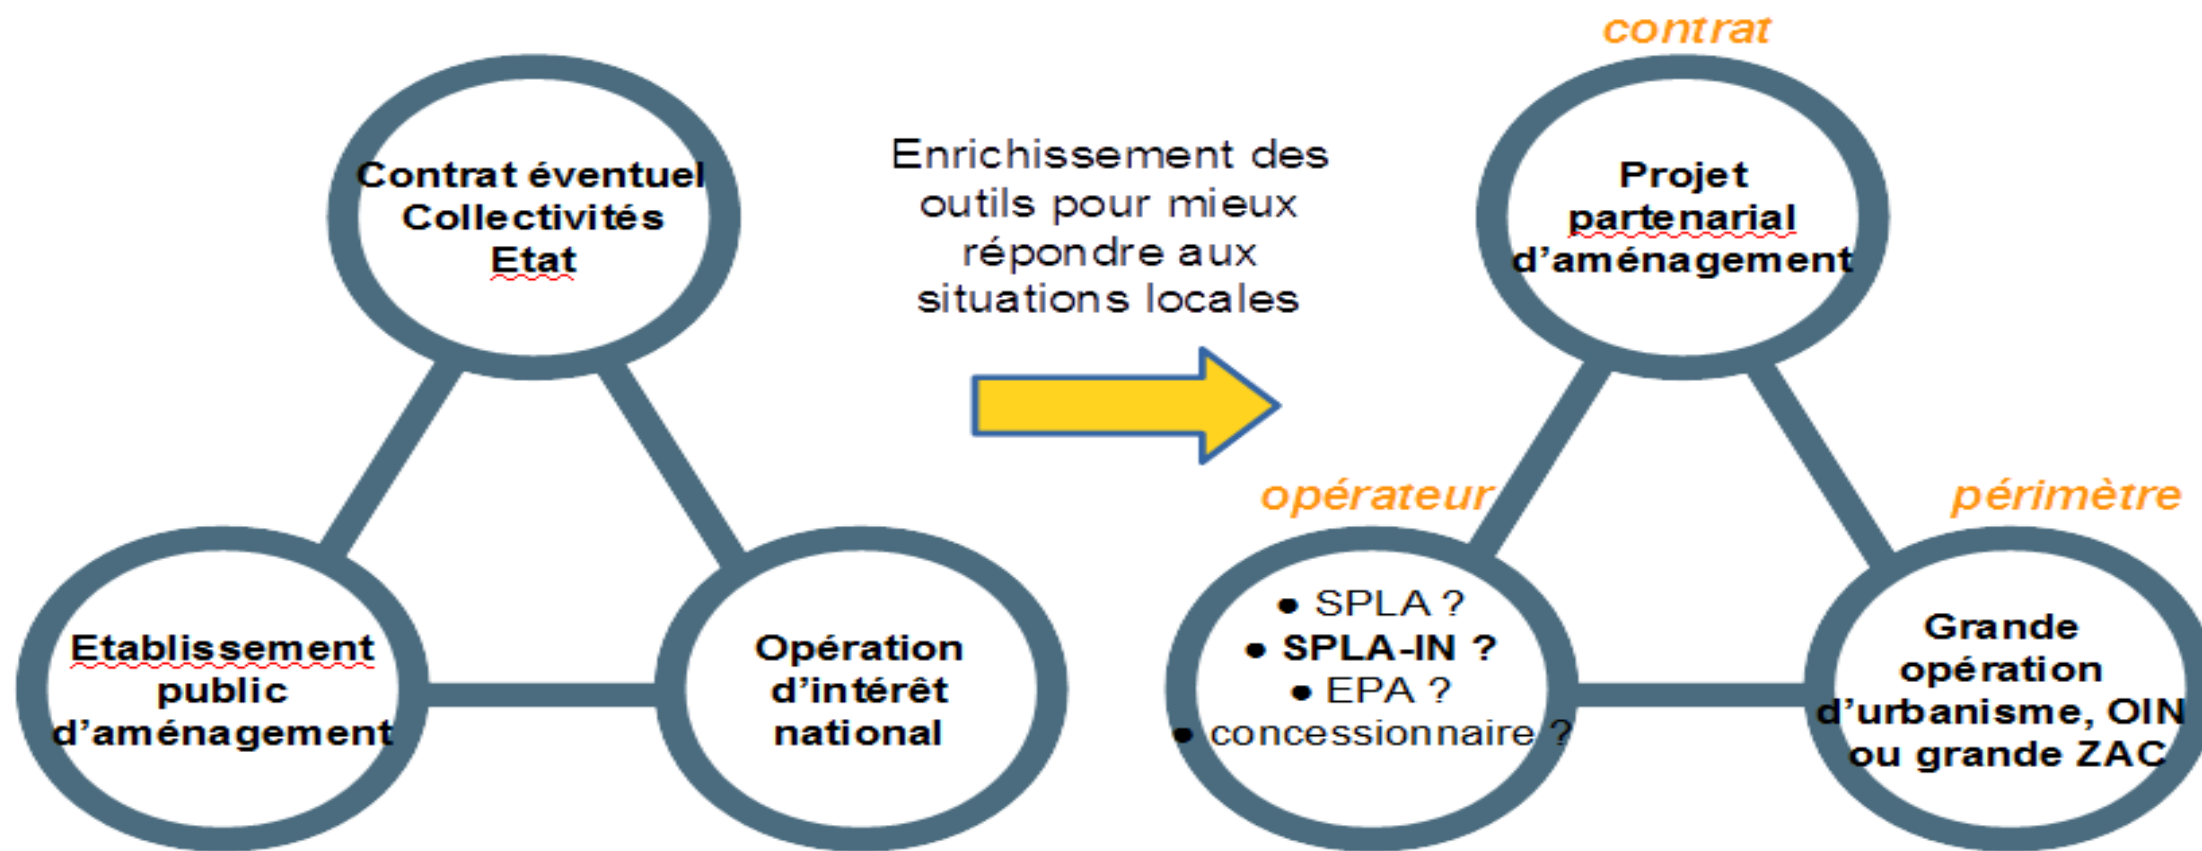 Contrat éventuel
Collectivités
Etat
Etablissement
public
d'aménagement
Opération
d'intérêt
national
Enrichissement des
outils pour mieux
répondre aux
situations locales
contrat
Projet
partenarial
d'aménagement
opérateur
• SPLA ?
• SPLA-IN ?
• EPA ?
• concessionnaire ?
périmètre
Grande
opération
d'urbanisme, OIN
ou grande ZAC